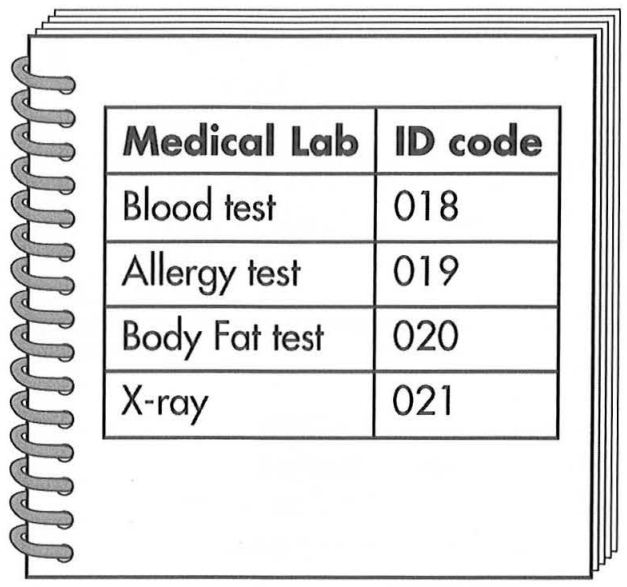 Medical Lab ID code
Blood test 018
Allergy test 019
Body Fat test 020
X-ray 021